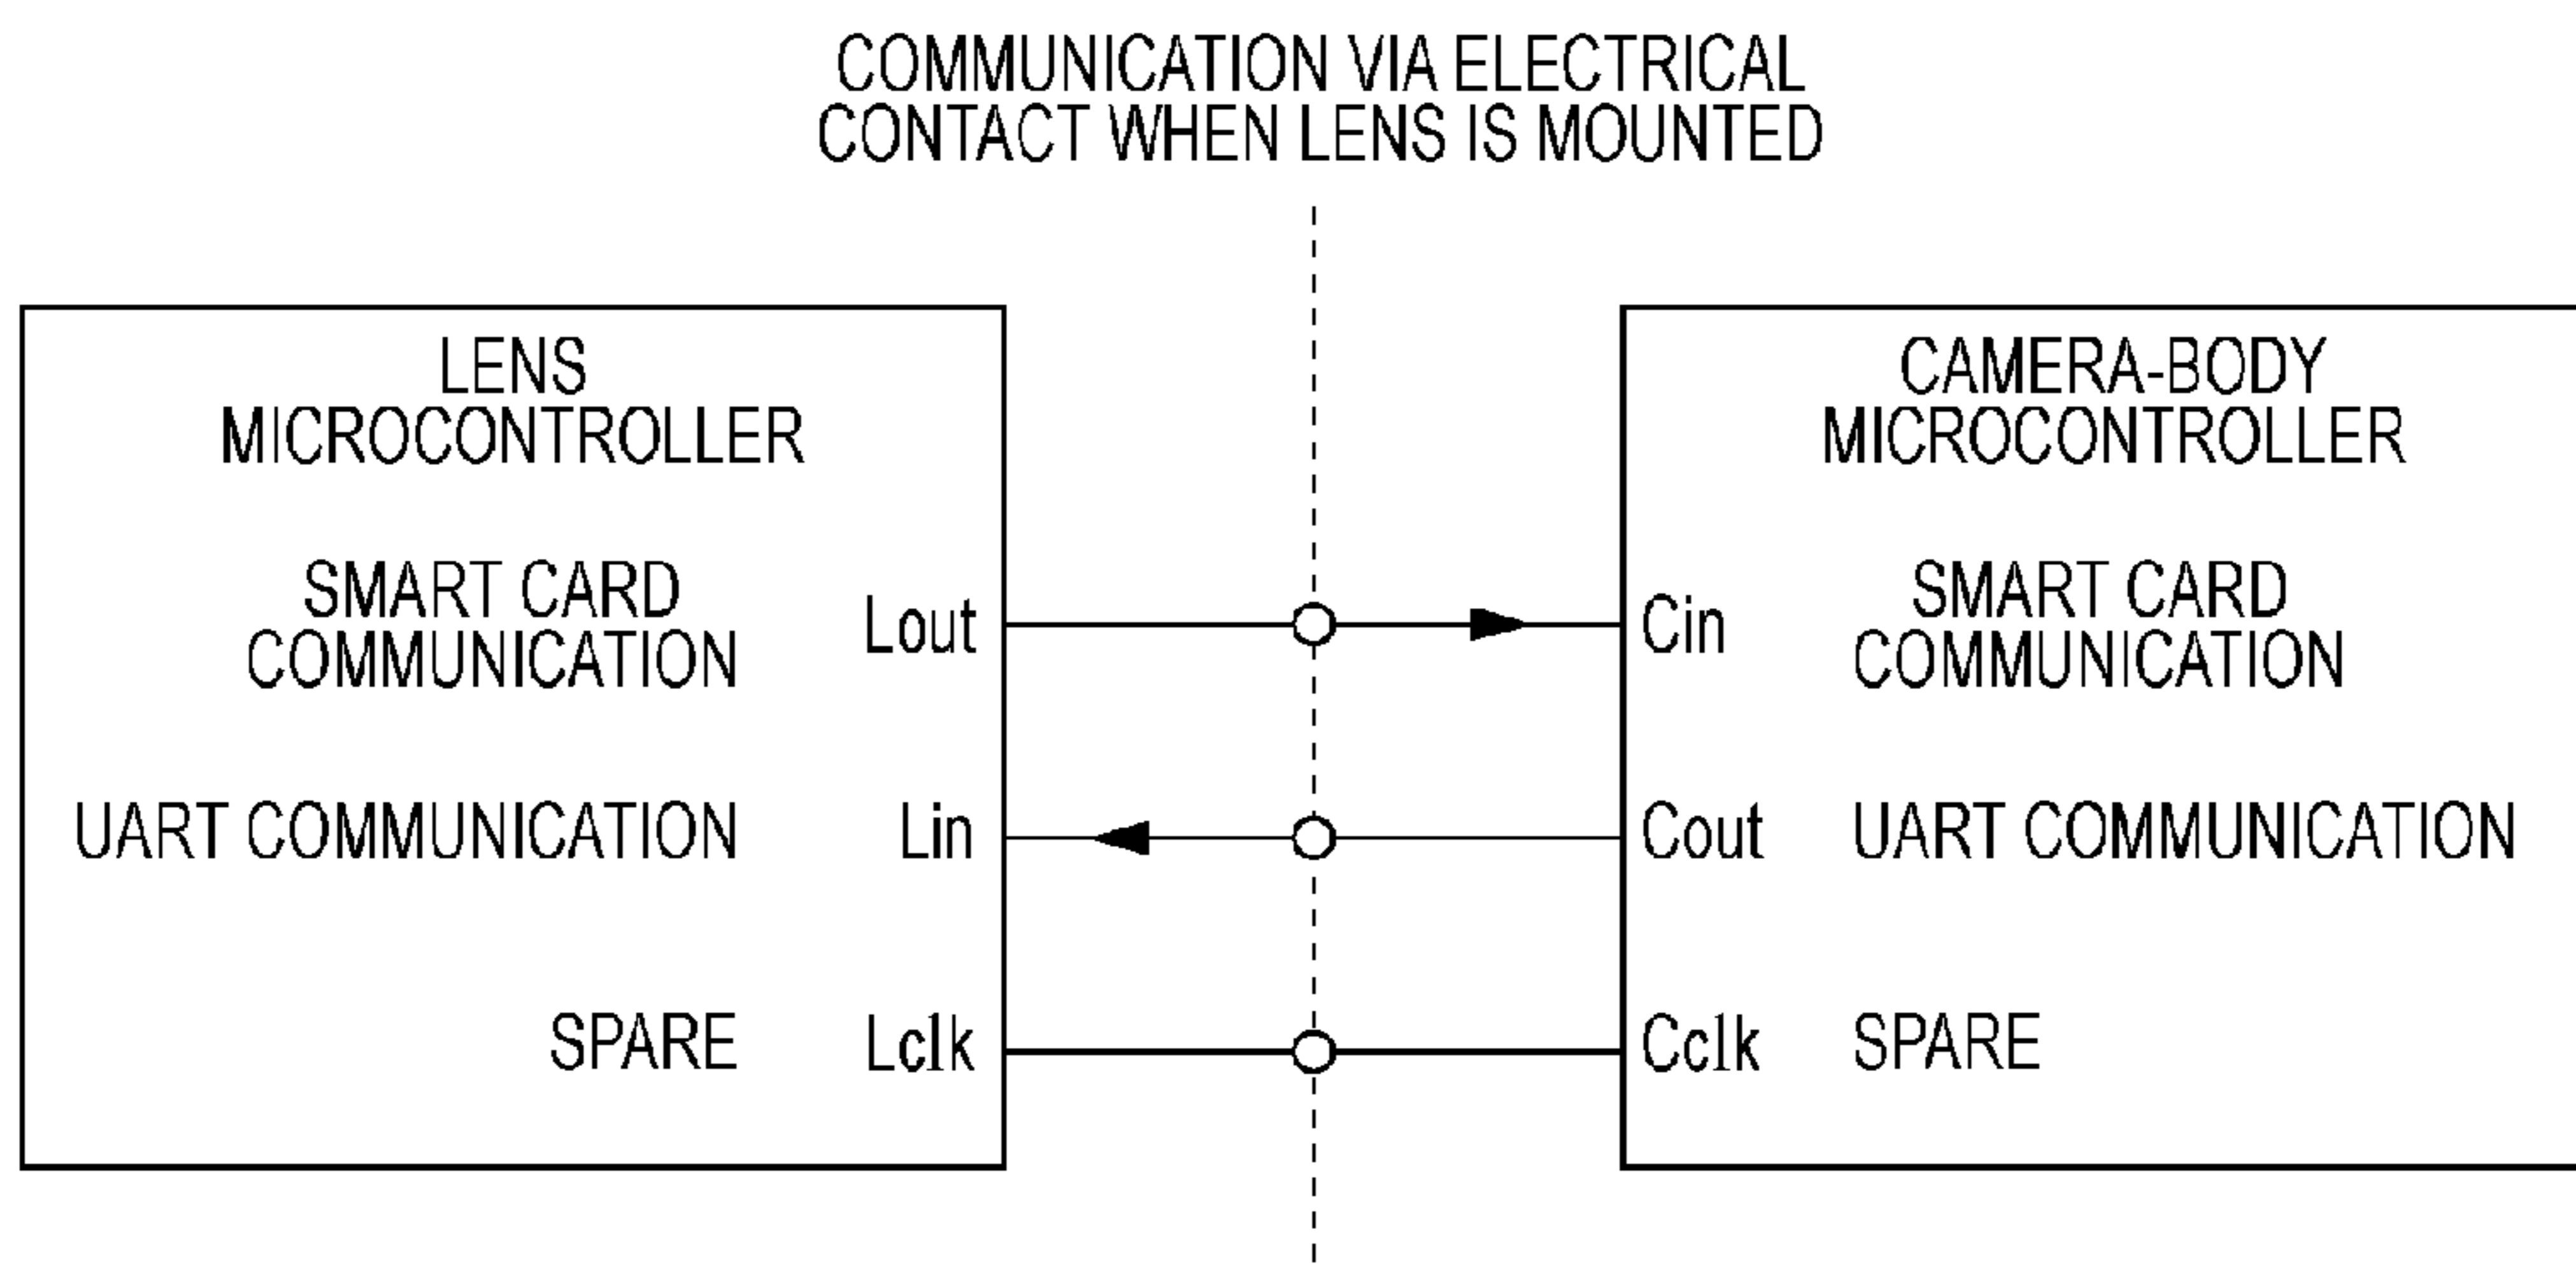 COMMUNICATION VIA ELECTRICAL
CONTACT WHEN LENS IS MOUNTED
LENS
MICROCONTROLLER
SMART CARD
COMMUNICATION
Lout
UART COMMUNICATION
Lin
SPARE
Lclk
CAMERA-BODY
MICROCONTROLLER
Cin
SMART CARD
COMMUNICATION
Cout
UART COMMUNICATION
Cclk
SPARE